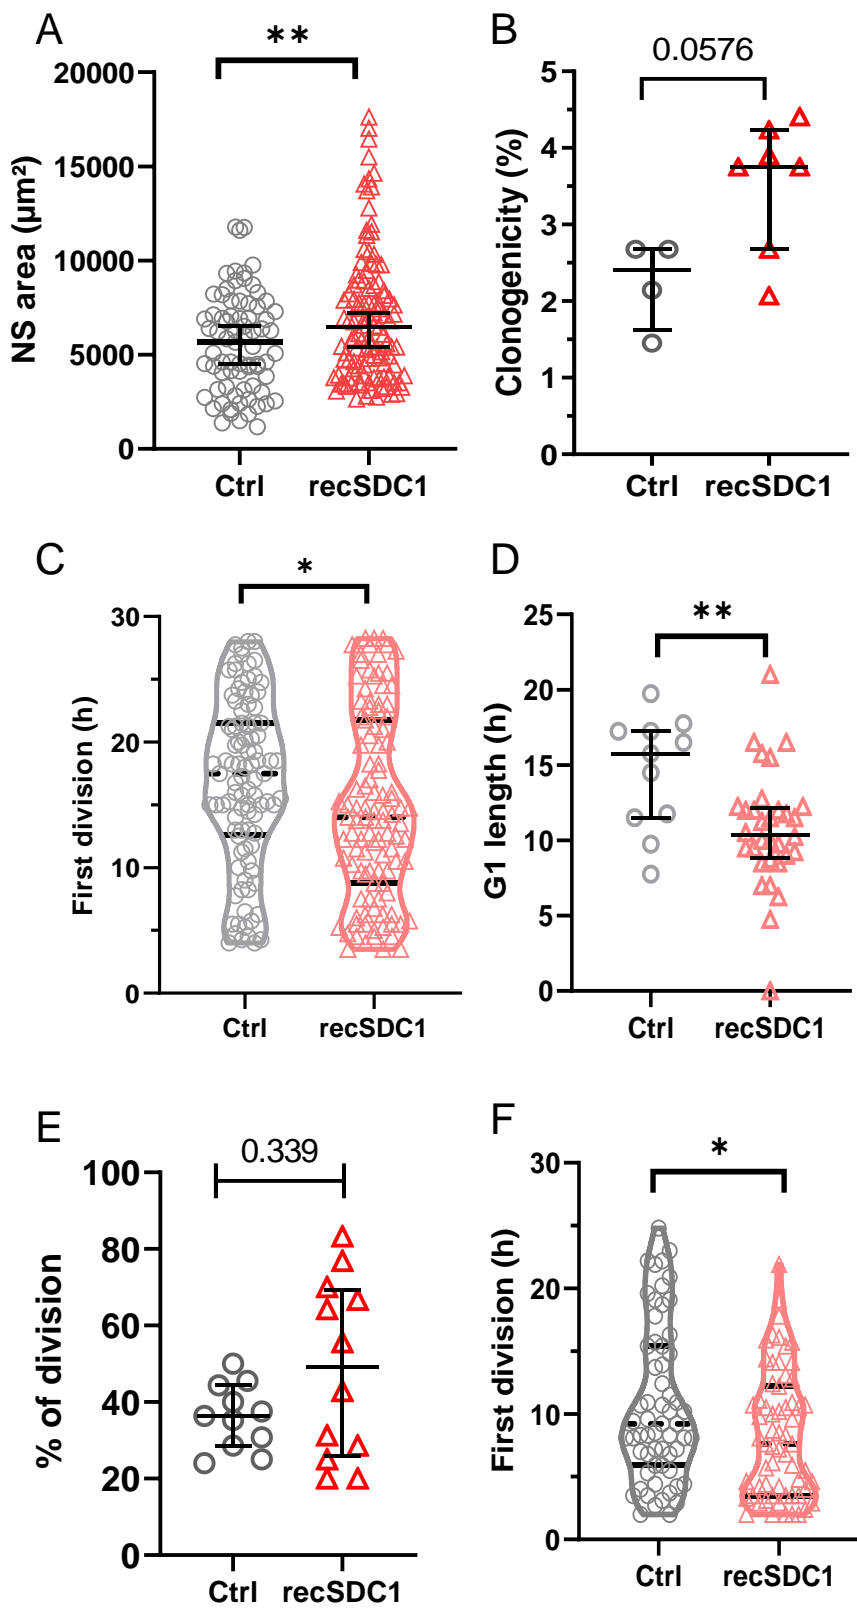 A
**
NS area (µm²)
20000
15000
10000
5000
0
Ctrl recSDC1
B
0.0576
Clonogenicity (%)
5
4
3
2
1
0
Ctrl recSDC1
C
*
First division (h)
30
20
10
0
Ctrl recSDC1
D
**
G1 length (h)
25
20
15
10
5
0
Ctrl recSDC1
E
0.339
% of division
100
80
60
40
20
0
Ctrl recSDC1
F
*
First division (h)
30
20
10
0
Ctrl recSDC1